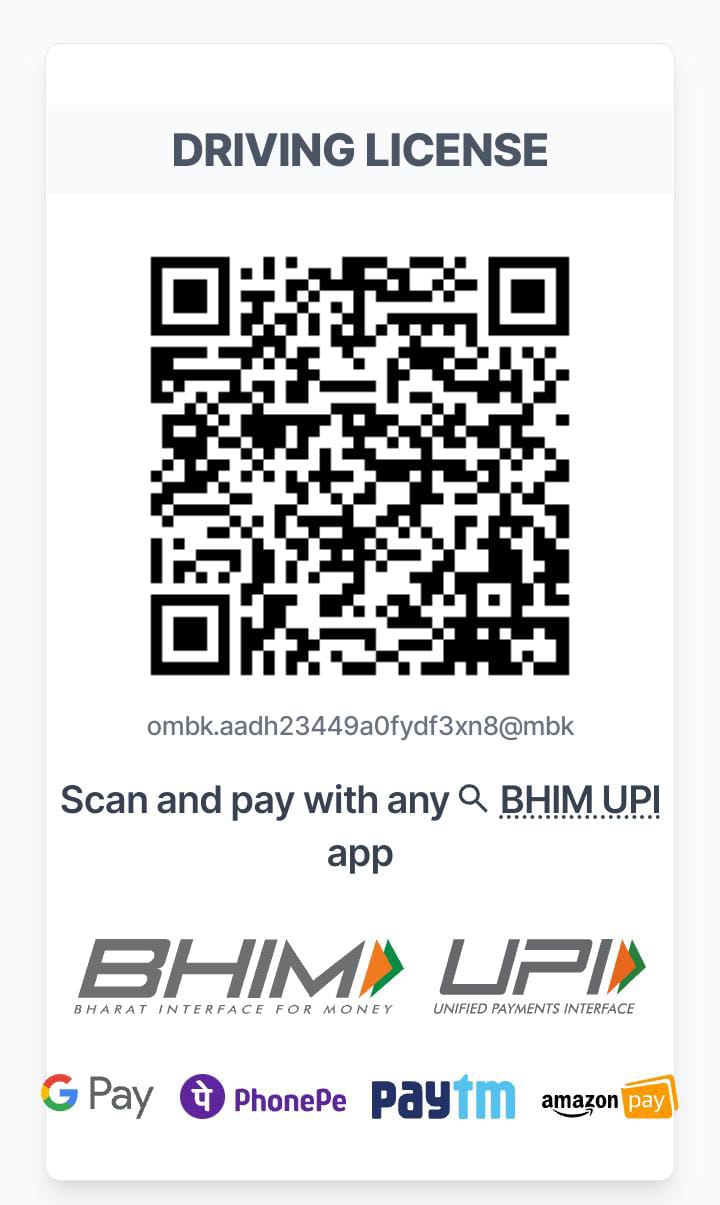 DRIVING LICENSE
ombk.aadh23449a0fydf3xn8@mbk
Scan and pay with any BHIM UPI
app
BHIM UPI
BHARAT INTERFACE FOR MONEY UNIFIED PAYMENTS INTERFACE
G Pay पे PhonePe paytm amazon pay